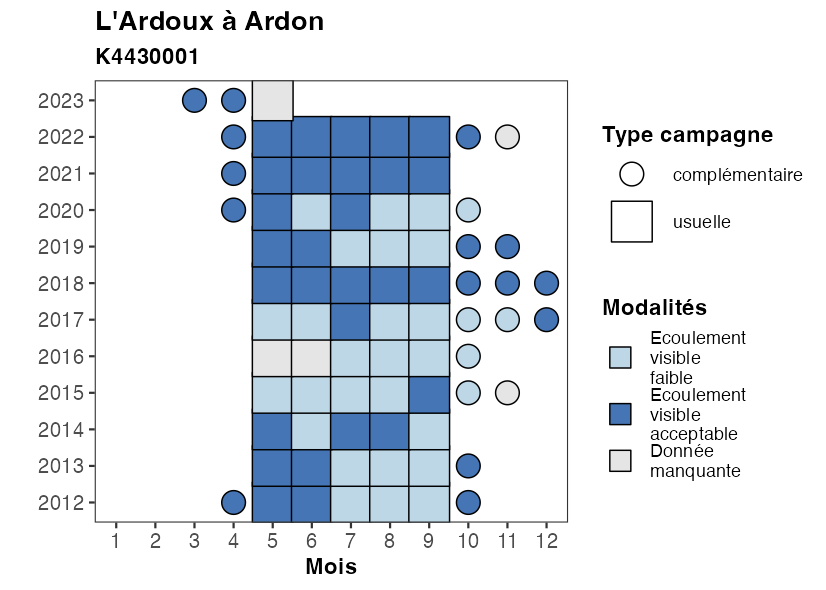 L'Ardoux à Ardon
K4430001
2023
2022
2021
2020
2019
2018
2017
2016
2015
2014
2013
2012
1 2 3 4 5 6 7 8 9 10 11 12
Mois
Type campagne
complémentaire
usuelle
Modalités
Ecoulement
visible
faible
Ecoulement
visible
acceptable
Donnée
manquante